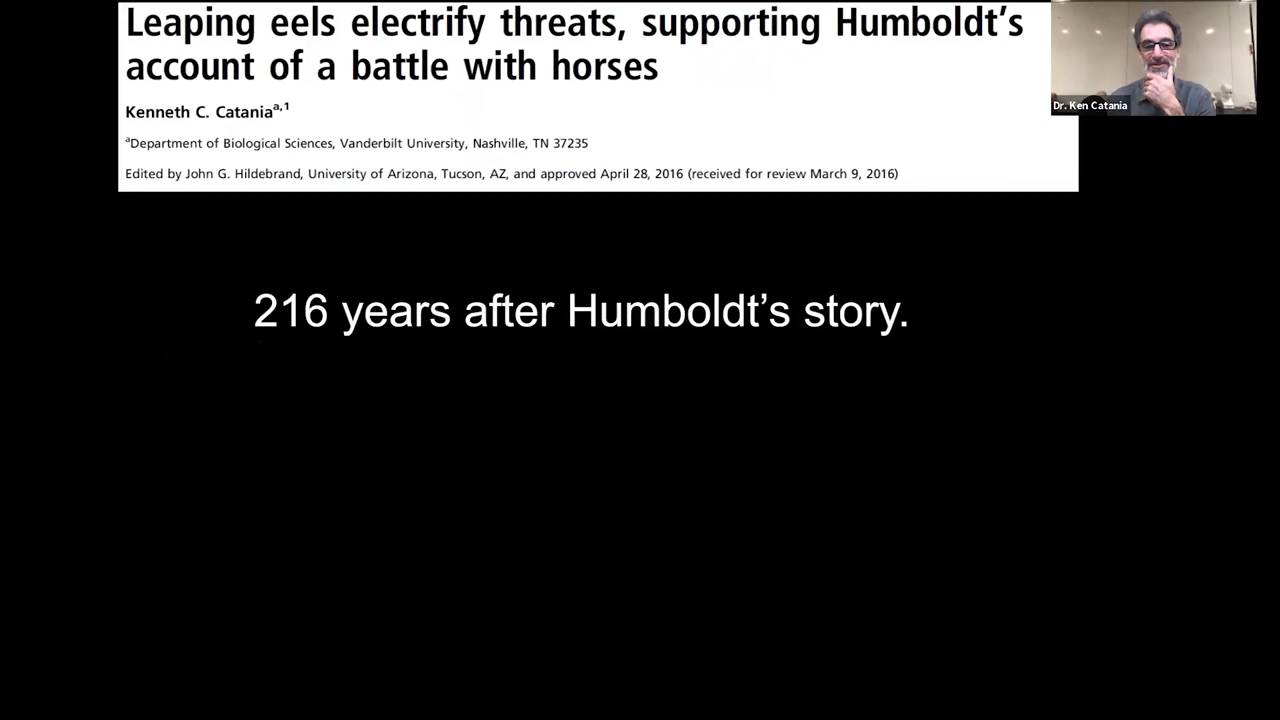 Leaping eels electrify threats, supporting Humboldt’s
account of a battle with horses
Kenneth C. Cataniaa,1
aDepartment of Biological Sciences, Vanderbilt University, Nashville, TN 37235
Edited by John G. Hildebrand, University of Arizona, Tucson, AZ, and approved April 28, 2016 (received for review March 9, 2016)
Dr. Ken Catania
216 years after Humboldt’s story.